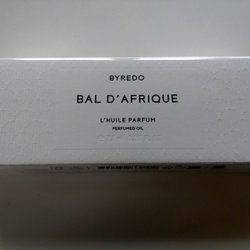 BYREDO
BAL D'AFRIQUE
L'HUILE PARFUM
PERFUMED OIL